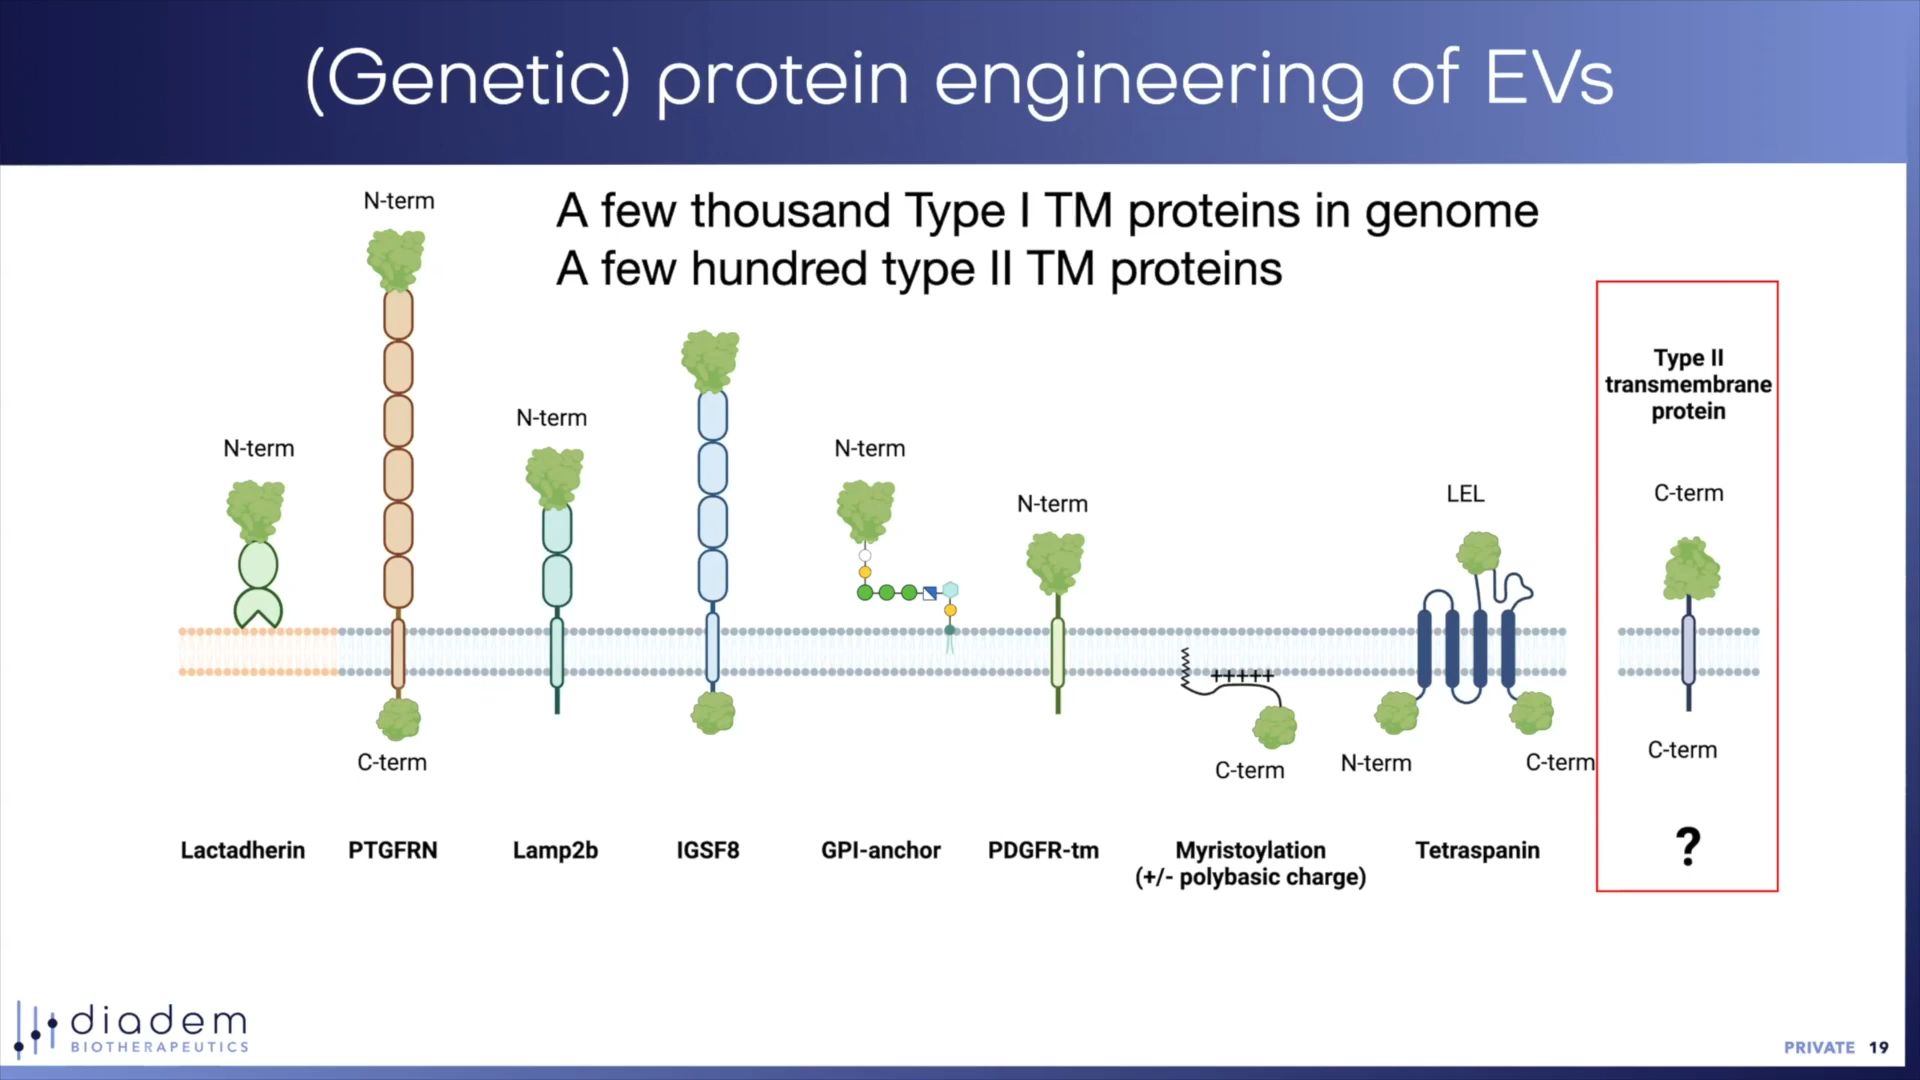 (Genetic) protein engineering of EVs
A few thousand Type I TM proteins in genome
A few hundred type II TM proteins
N-term
N-term
N-term
N-term
N-term
LEL
Type II
transmembrane
protein
C-term
+++++
C-term
C-term
N-term
C-term
C-term
Lactadherin
PTGFRN
Lamp2b
IGSF8
GPI-anchor
PDGFR-tm
Myristoylation
(+/- polybasic charge)
Tetraspanin
?
diadem
BIOTHERAPEUTICS
PRIVATE 19